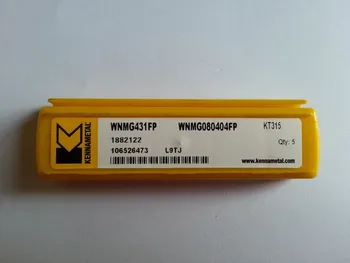 WNMG431FP WNMG080404FP KT315
1882122
106526473 L9TJ Qty: 5
KENNAMETAL
www.kennametal.com